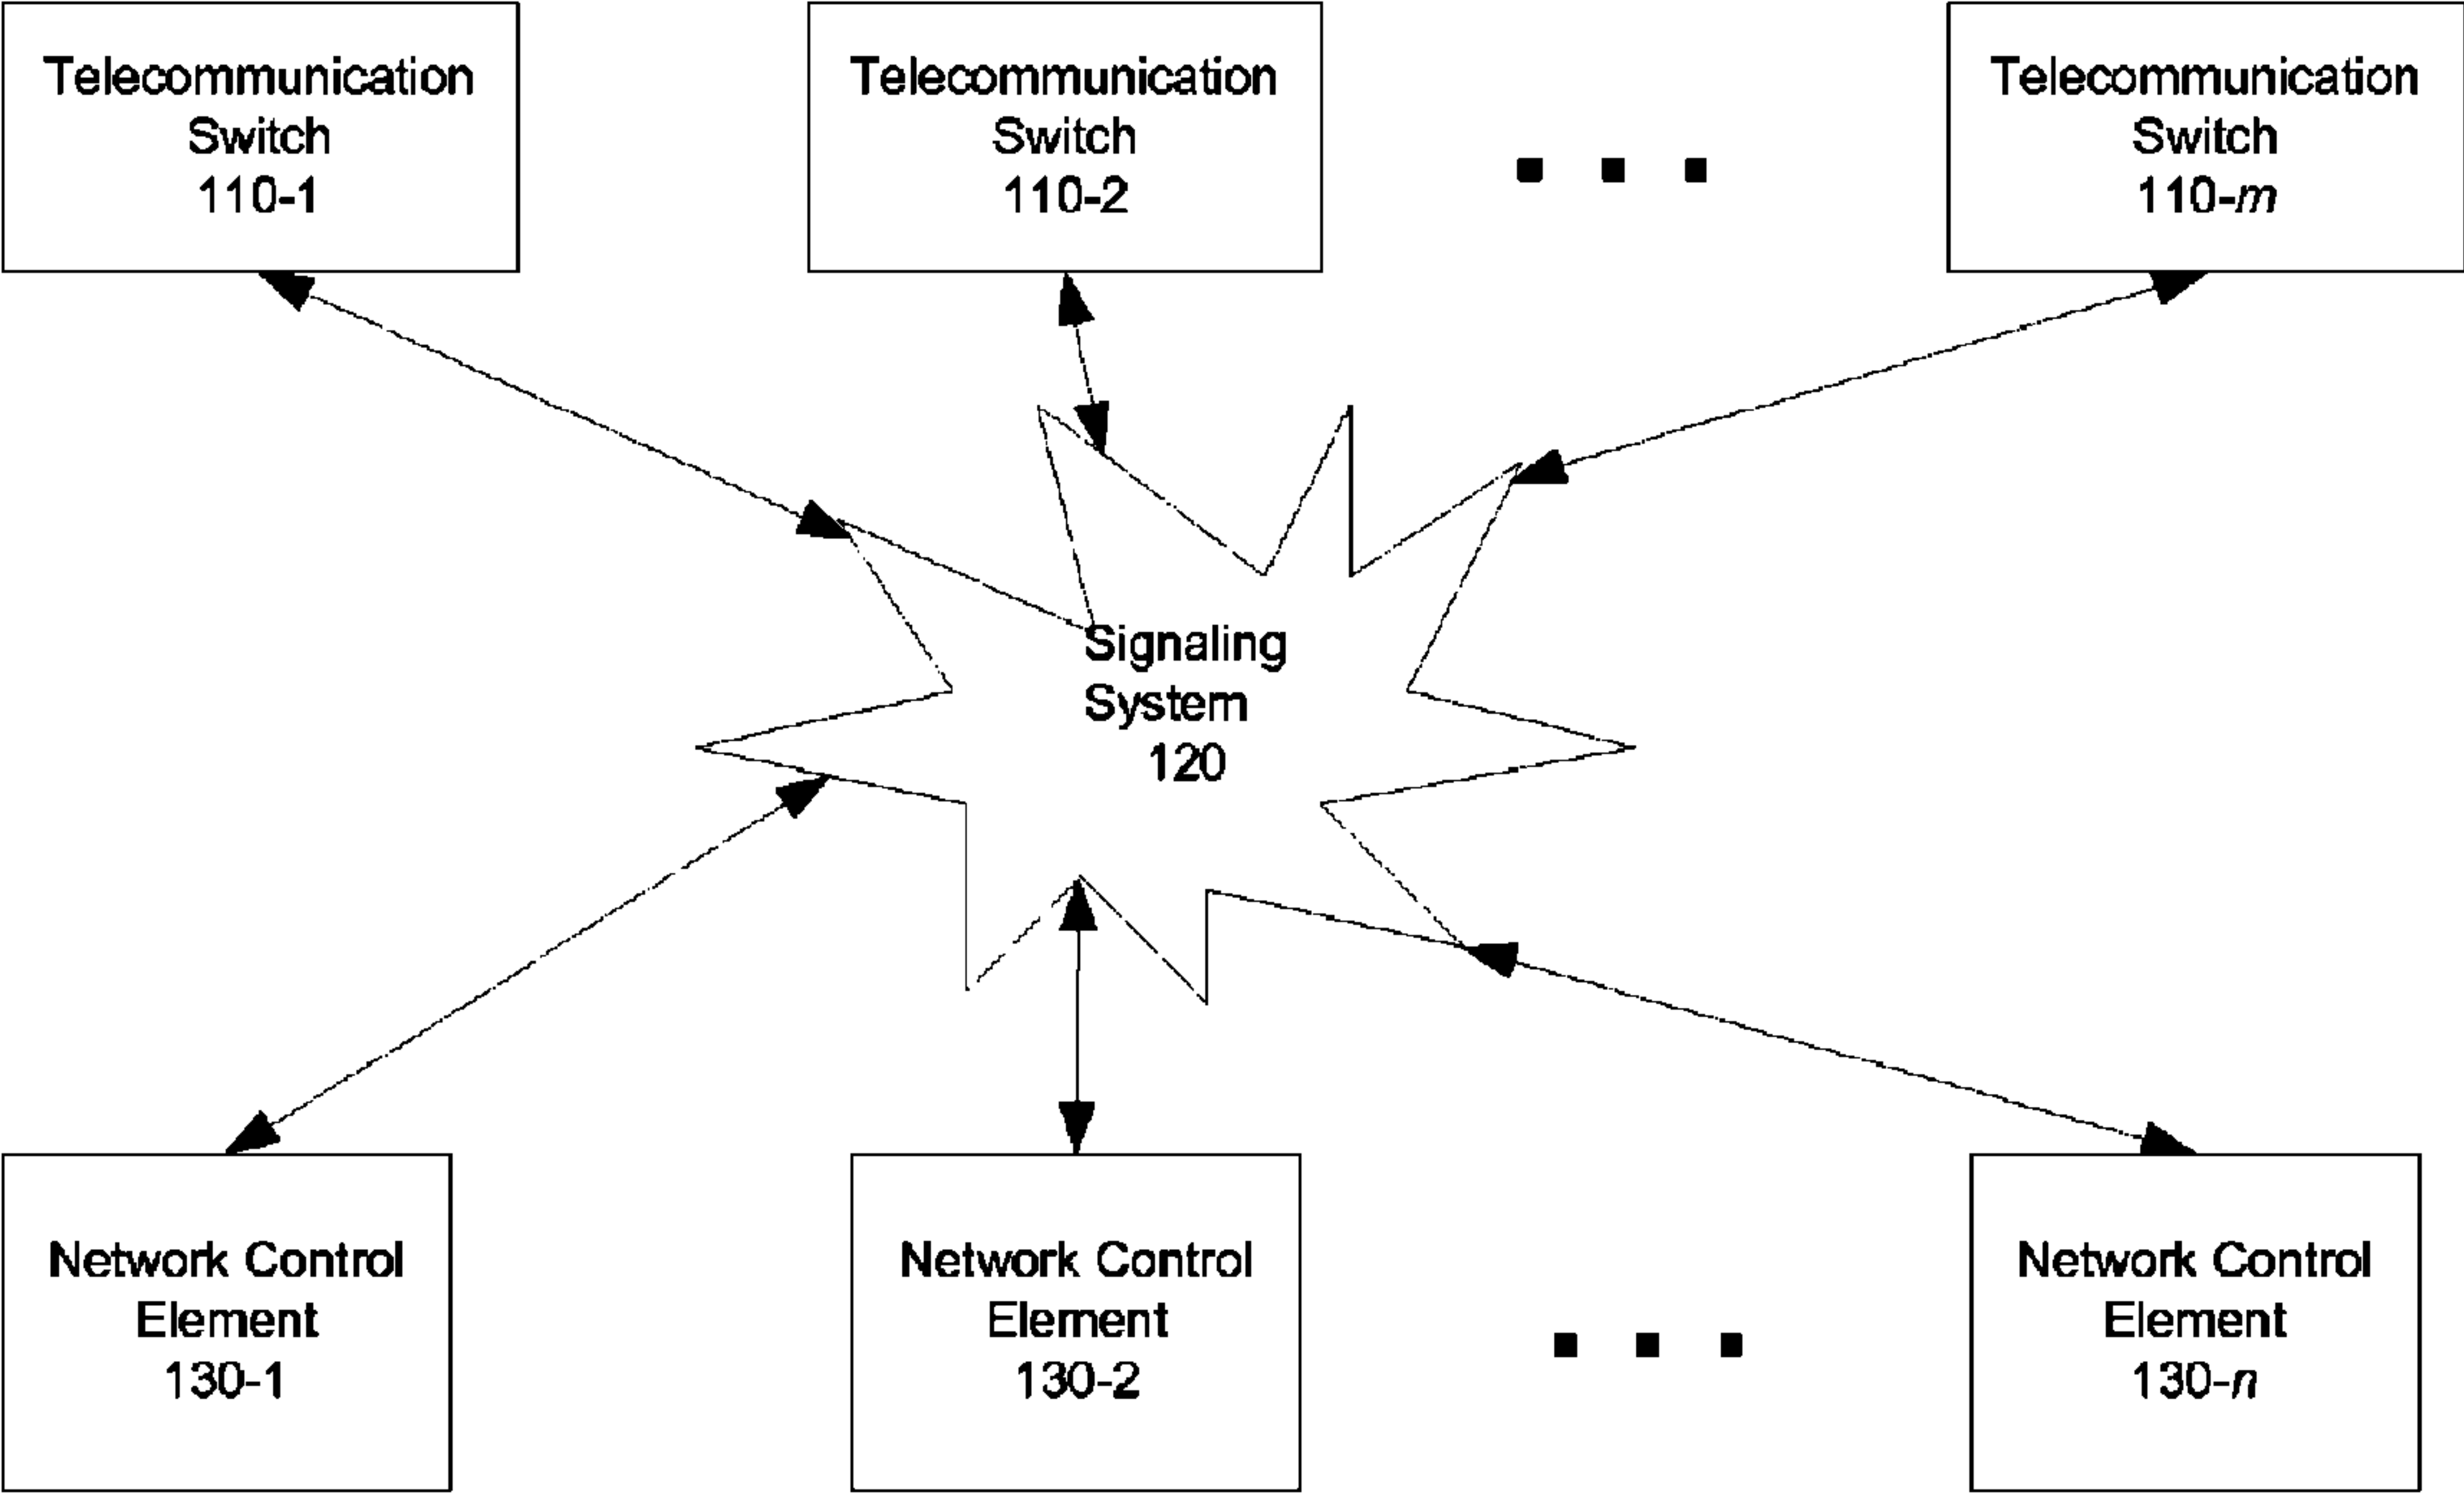 Telecommunication
Switch
110-1
Telecommunication
Switch
110-2
Telecommunication
Switch
110-m
Signaling
System
120
Network Control
Element
130-1
Network Control
Element
130-2
Network Control
Element
130-n